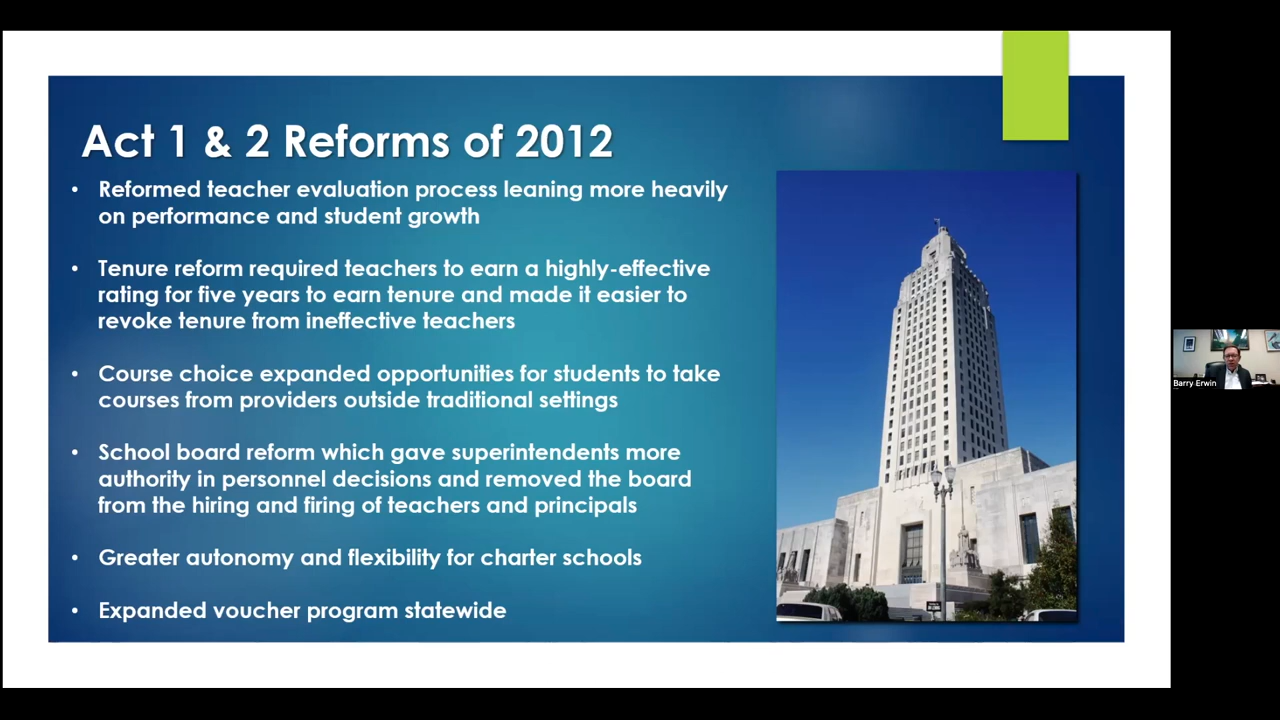 Act 1 & 2 Reforms of 2012
• Reformed teacher evaluation process leaning more heavily
on performance and student growth
• Tenure reform required teachers to earn a highly-effective
rating for five years to earn tenure and made it easier to
revoke tenure from ineffective teachers
• Course choice expanded opportunities for students to take
courses from providers outside traditional settings
• School board reform which gave superintendents more
authority in personnel decisions and removed the board
from the hiring and firing of teachers and principals
• Greater autonomy and flexibility for charter schools
• Expanded voucher program statewide
Barry Erwin